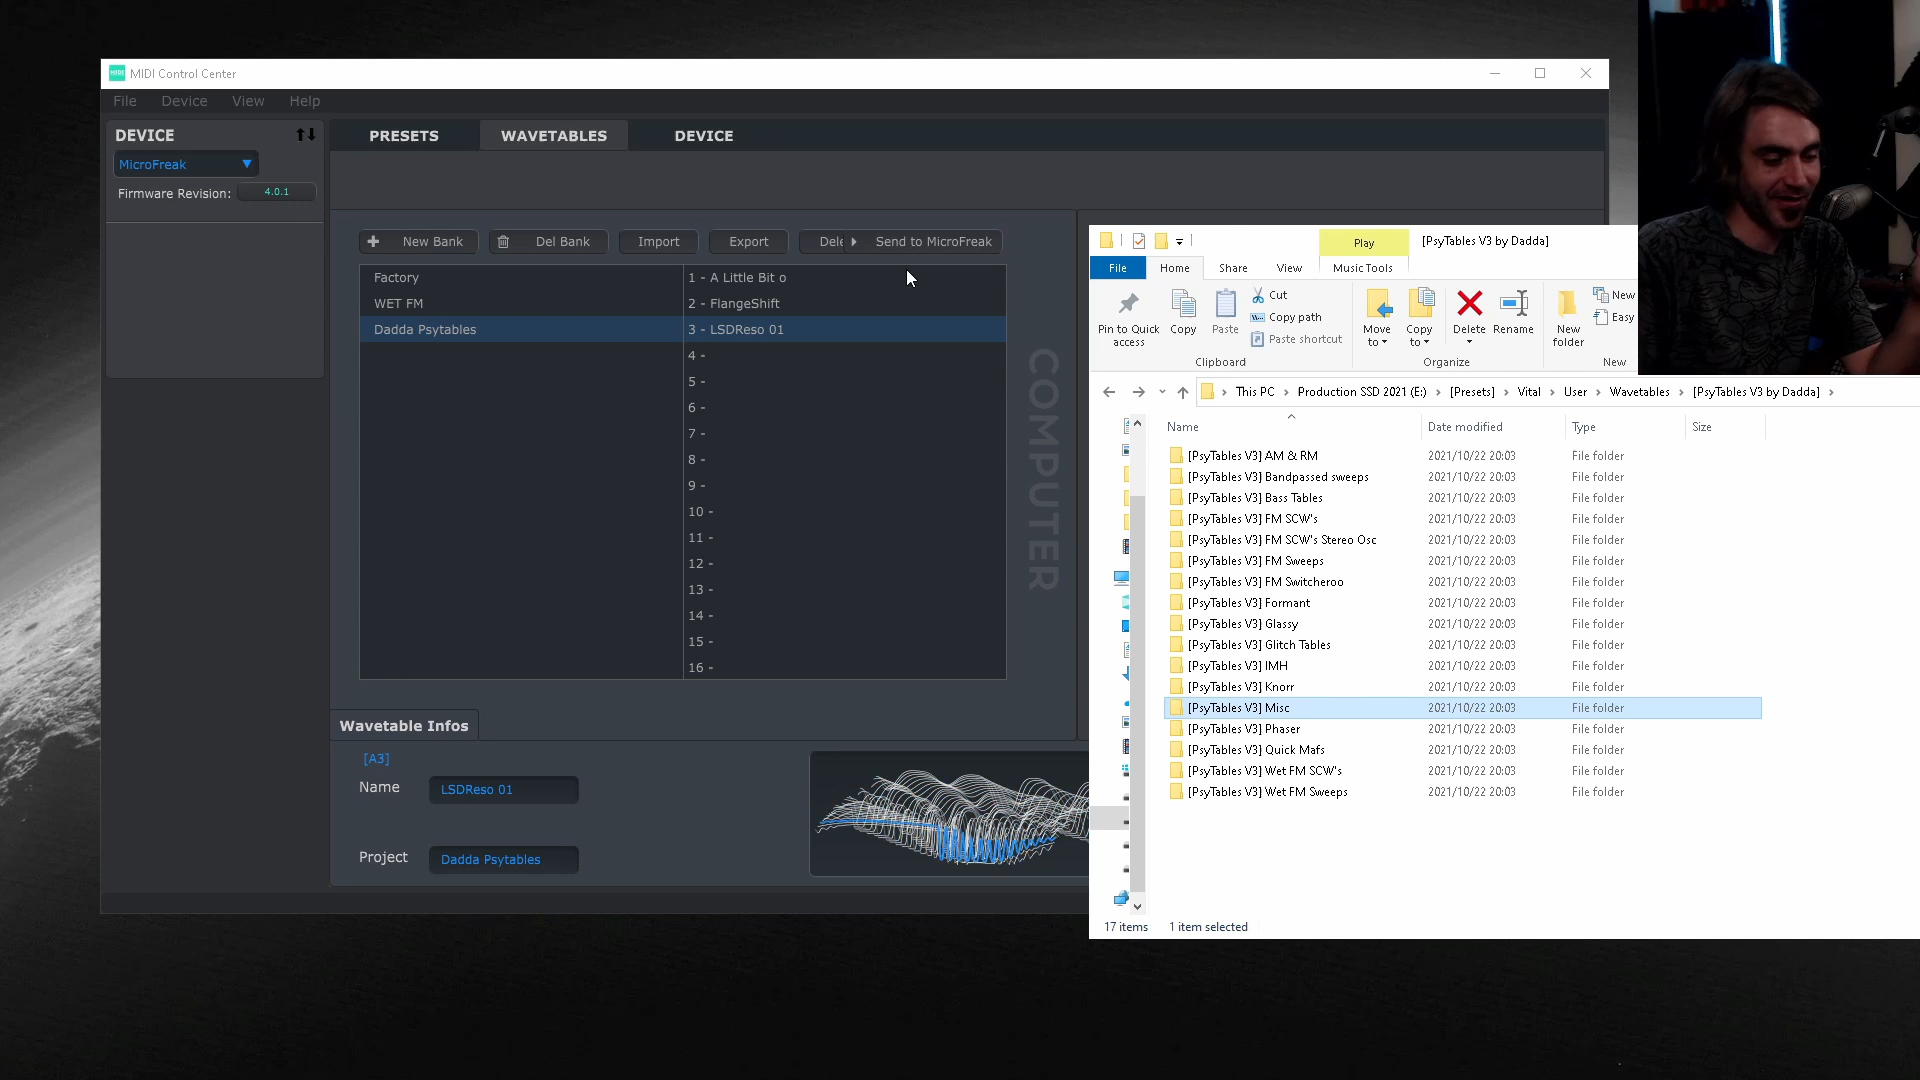 MIDI Control Center
File Device View Help
DEVICE
MicroFreak
Firmware Revision: 4.0.1
PRESETS WAVETABLES DEVICE
New Bank Del Bank Import Export Dele Send to MicroFreak
Factory
WET FM
Dadda Psytables
1 - A Little Bit o
2 - FlangeShift
3 - LSDReso 01
4 -
5 -
6 -
7 -
8 -
9 -
10 -
11 -
12 -
13 -
14 -
15 -
16 -
COMPUTER
Wavetable Infos
[A3]
Name LSDReso 01
Project Dadda Psytables
Play [PsyTables V3 by Dadda]
File Home Share View Music Tools
Pin to Quick access
Copy
Paste
Cut
Copy path
Paste shortcut
Move to
Copy to
Delete
Rename
New folder
New
Easy
Clipboard Organize New
This PC › Production SSD 2021 (E:) › [Presets] › Vital › User › Wavetables › [PsyTables V3 by Dadda] ›
Name Date modified Type Size
[PsyTables V3] AM & RM 2021/10/22 20:03 File folder
[PsyTables V3] Bandpassed sweeps 2021/10/22 20:03 File folder
[PsyTables V3] Bass Tables 2021/10/22 20:03 File folder
[PsyTables V3] FM SCW's 2021/10/22 20:03 File folder
[PsyTables V3] FM SCW's Stereo Osc 2021/10/22 20:03 File folder
[PsyTables V3] FM Sweeps 2021/10/22 20:03 File folder
[PsyTables V3] FM Switcheroo 2021/10/22 20:03 File folder
[PsyTables V3] Formant 2021/10/22 20:03 File folder
[PsyTables V3] Glassy 2021/10/22 20:03 File folder
[PsyTables V3] Glitch Tables 2021/10/22 20:03 File folder
[PsyTables V3] IMH 2021/10/22 20:03 File folder
[PsyTables V3] Knorr 2021/10/22 20:03 File folder
[PsyTables V3] Misc 2021/10/22 20:03 File folder
[PsyTables V3] Phaser 2021/10/22 20:03 File folder
[PsyTables V3] Quick Mafs 2021/10/22 20:03 File folder
[PsyTables V3] Wet FM SCW's 2021/10/22 20:03 File folder
[PsyTables V3] Wet FM Sweeps 2021/10/22 20:03 File folder
17 items 1 item selected